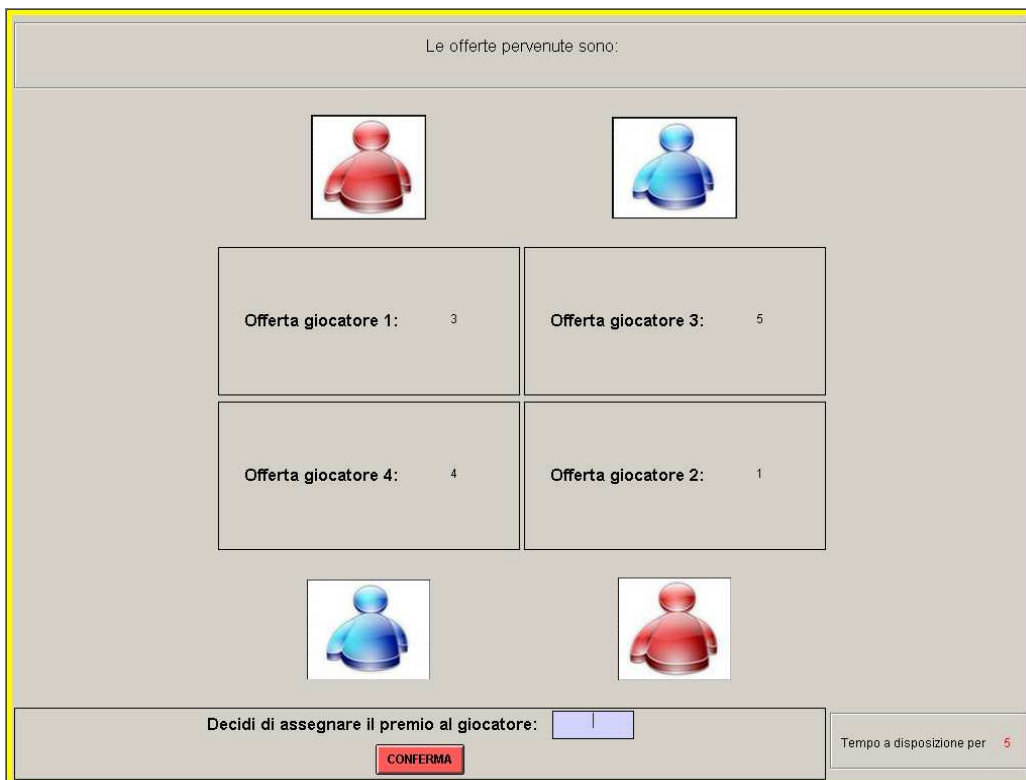 Le offerte pervenute sono:
Offerta giocatore 1: 3
Offerta giocatore 3: 5
Offerta giocatore 4: 4
Offerta giocatore 2: 1
Decidi di assegnare il premio al giocatore:
CONFERMA
Tempo a disposizione per 5